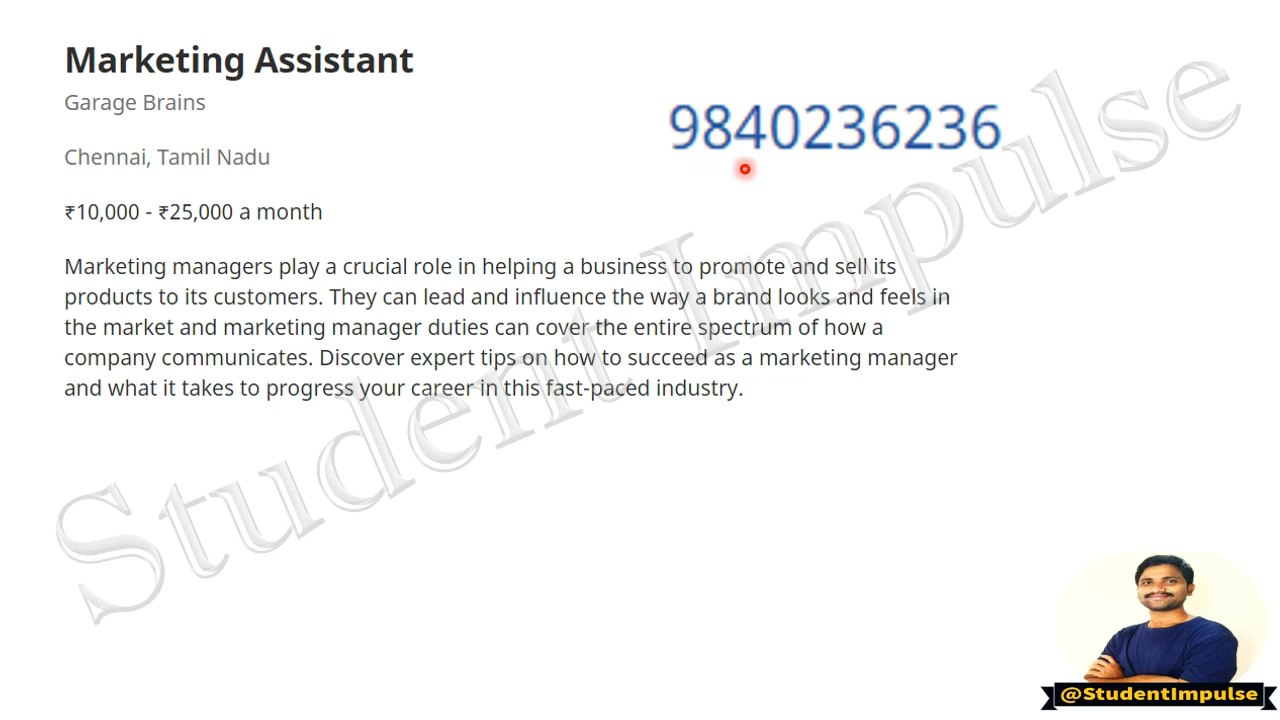 Marketing Assistant
Garage Brains
9840236236
Chennai, Tamil Nadu
₹10,000 - ₹25,000 a month
Marketing managers play a crucial role in helping a business to promote and sell its
products to its customers. They can lead and influence the way a brand looks and feels in
the market and marketing manager duties can cover the entire spectrum of how a
company communicates. Discover expert tips on how to succeed as a marketing manager
and what it takes to progress your career in this fast-paced industry.
Student Impulse
@StudentImpulse